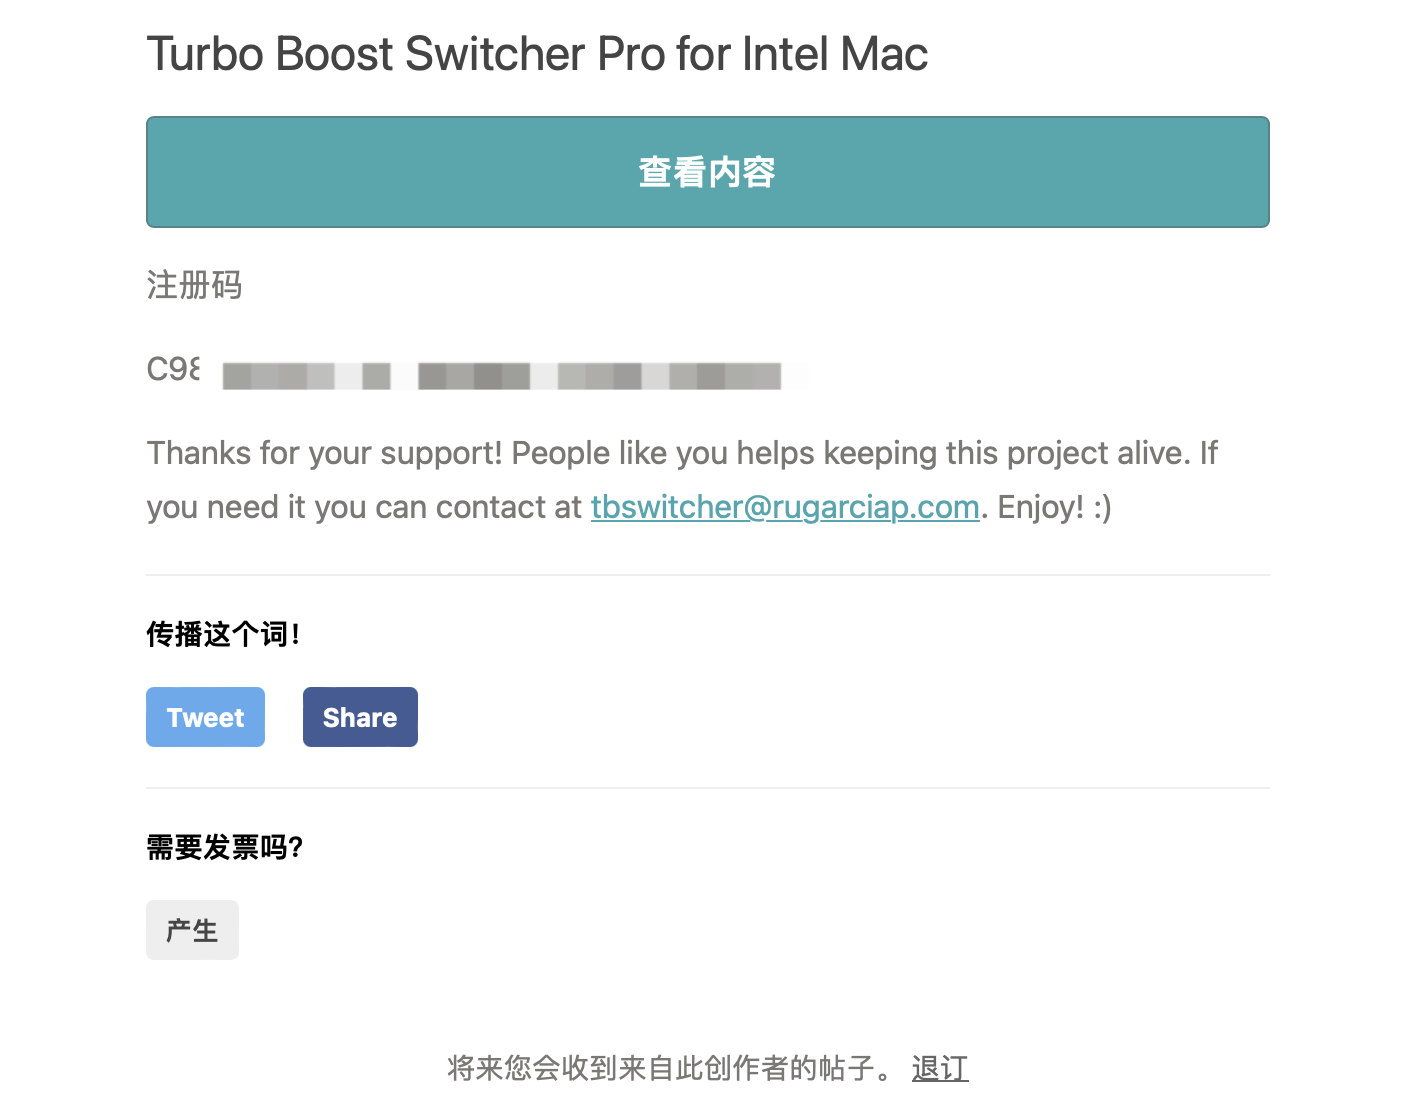 Turbo Boost Switcher Pro for Intel Mac
查看内容
注册码
C98
Thanks for your support! People like you helps keeping this project alive. If
you need it you can contact at tbswitcher@rugarciap.com. Enjoy! :)
传播这个词！
Tweet
Share
需要发票吗？
产生
将来您会收到来自此创作者的帖子。 退订